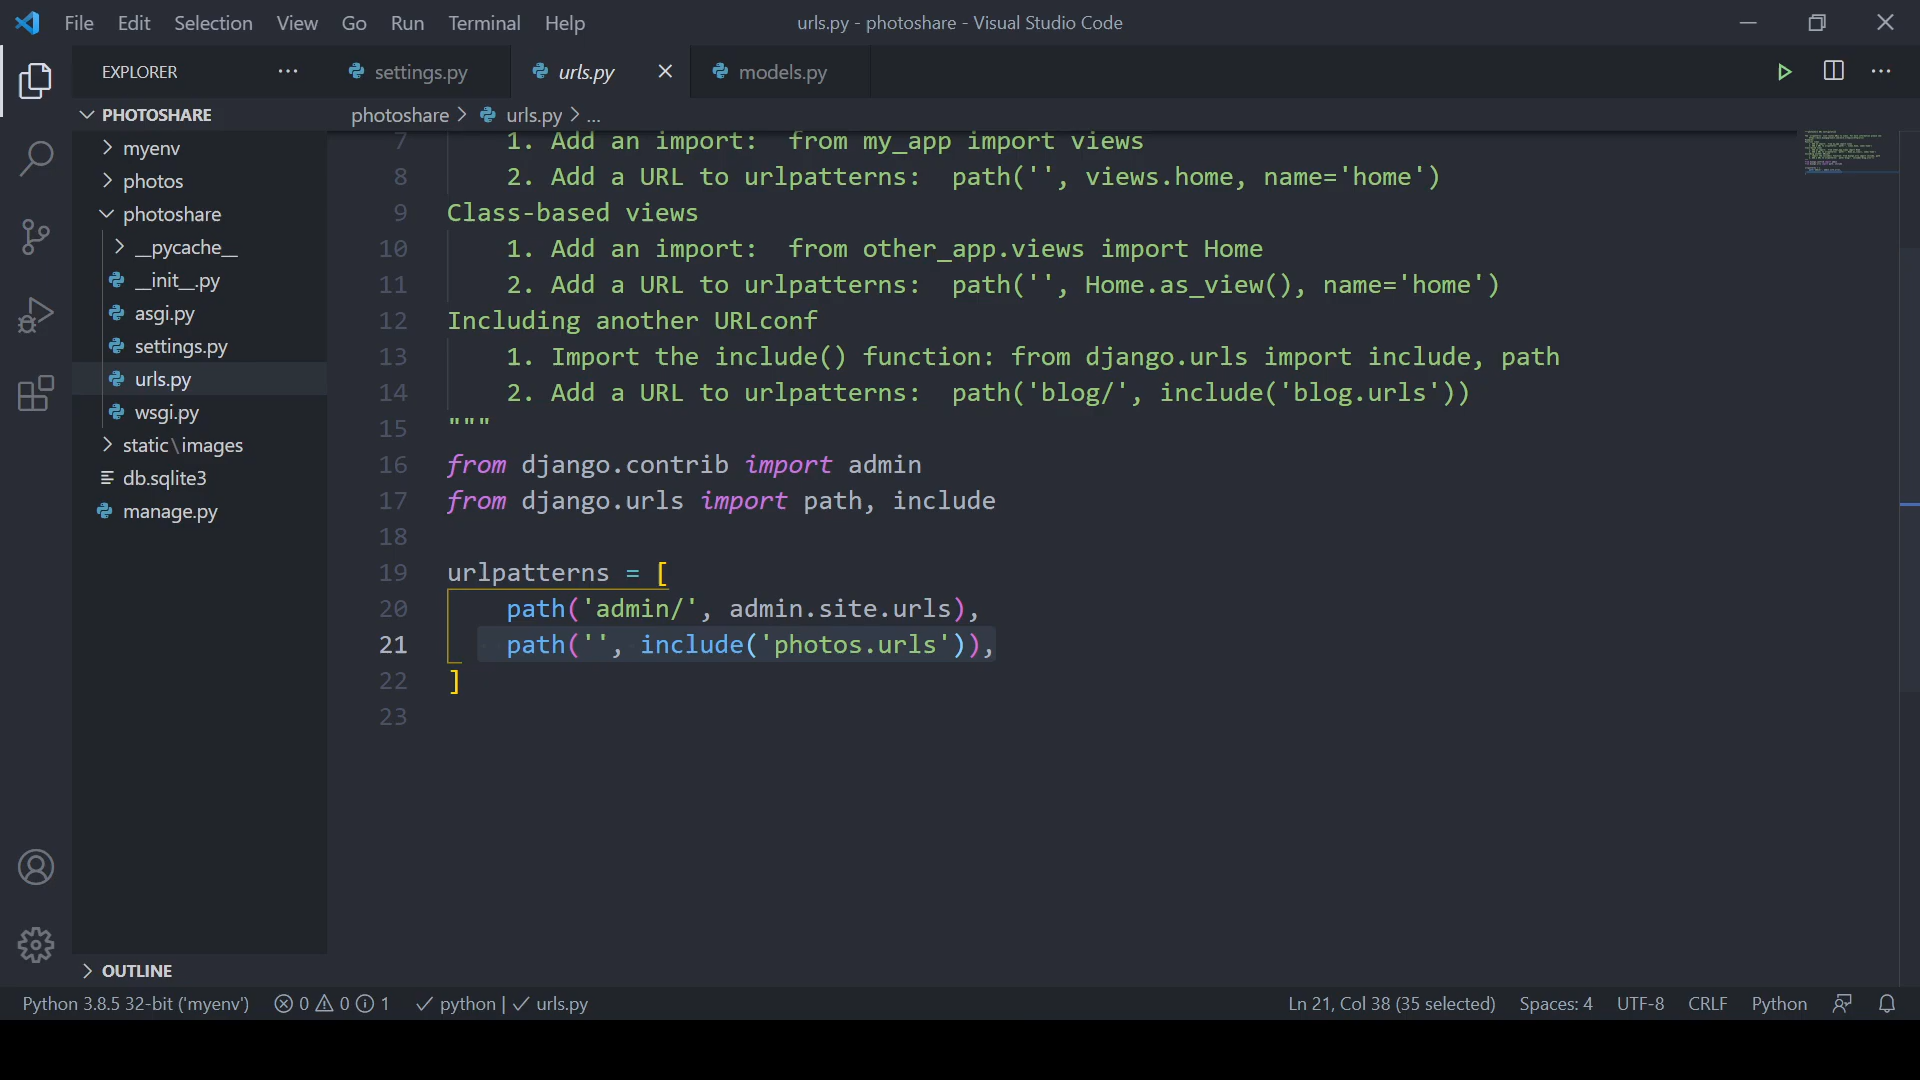 File Edit Selection View Go Run Terminal Help urls.py - photoshare - Visual Studio Code
EXPLORER ... settings.py urls.py models.py
PHOTOSHARE
photoshare > urls.py > ...
myenv
photos
photoshare
__pycache__
__init__.py
asgi.py
settings.py
urls.py
wsgi.py
static\images
db.sqlite3
manage.py
7 1. Add an import:  from my_app import views
8 2. Add a URL to urlpatterns:  path('', views.home, name='home')
9 Class-based views
10 1. Add an import:  from other_app.views import Home
11 2. Add a URL to urlpatterns:  path('', Home.as_view(), name='home')
12 Including another URLconf
13 1. Import the include() function: from django.urls import include, path
14 2. Add a URL to urlpatterns:  path('blog/', include('blog.urls'))
15 """
16 from django.contrib import admin
17 from django.urls import path, include
18
19 urlpatterns = [
20 path('admin/', admin.site.urls),
21 path('', include('photos.urls')),
22 ]
23
OUTLINE
Python 3.8.5 32-bit ('myenv') 0 0 1 python | urls.py Ln 21, Col 38 (35 selected) Spaces: 4 UTF-8 CRLF Python